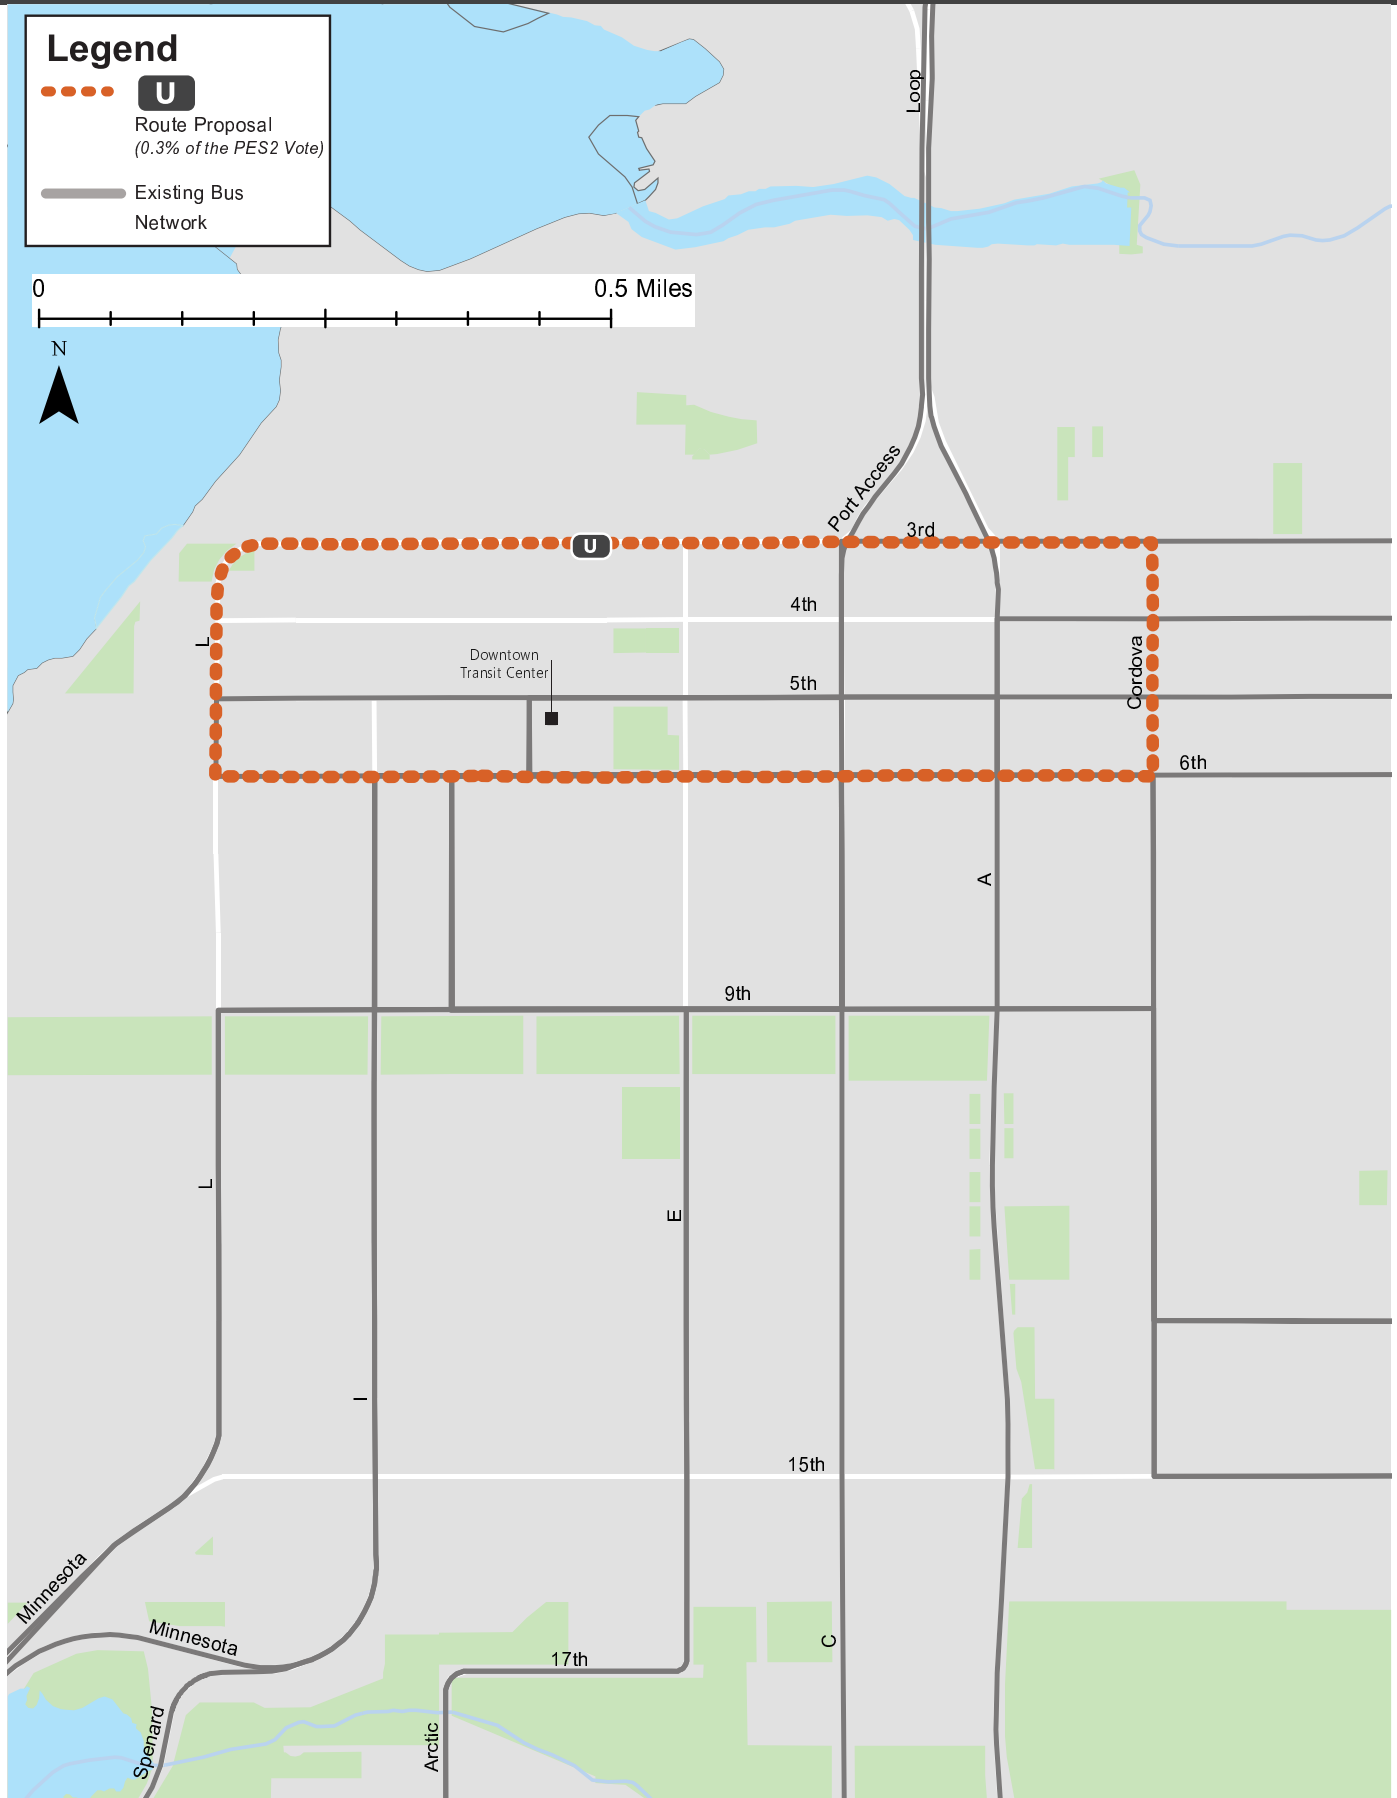 Legend
U
Route Proposal
(0.3% of the PES2 Vote)
Existing Bus
Network
0
0.5 Miles
N
Loop
Port Access
3rd
U
4th
L
Downtown
Transit Center
5th
Cordova
6th
A
9th
L
E
I
15th
Minnesota
Minnesota
17th
C
Spenard
Arctic